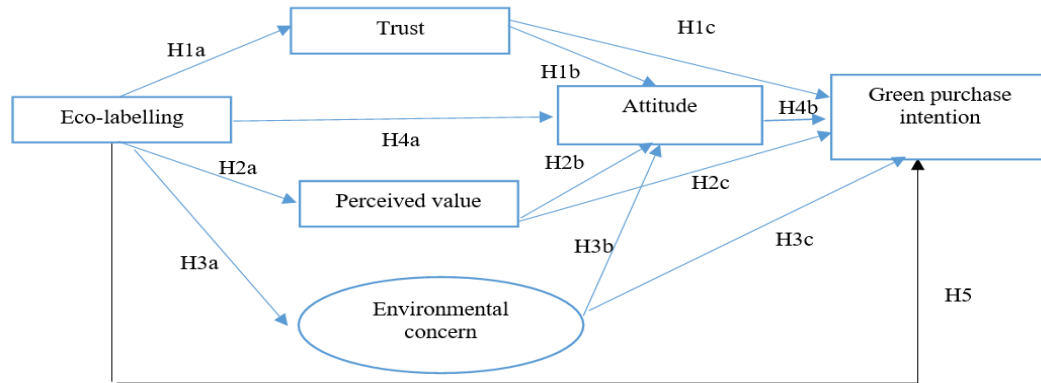 Trust
H1c
H1a
H1b
Eco-labelling
Attitude
H4b
Green purchase
intention
H4a
H2a
H2b
H2c
Perceived value
H3a
H3b
H3c
Environmental
concern
H5